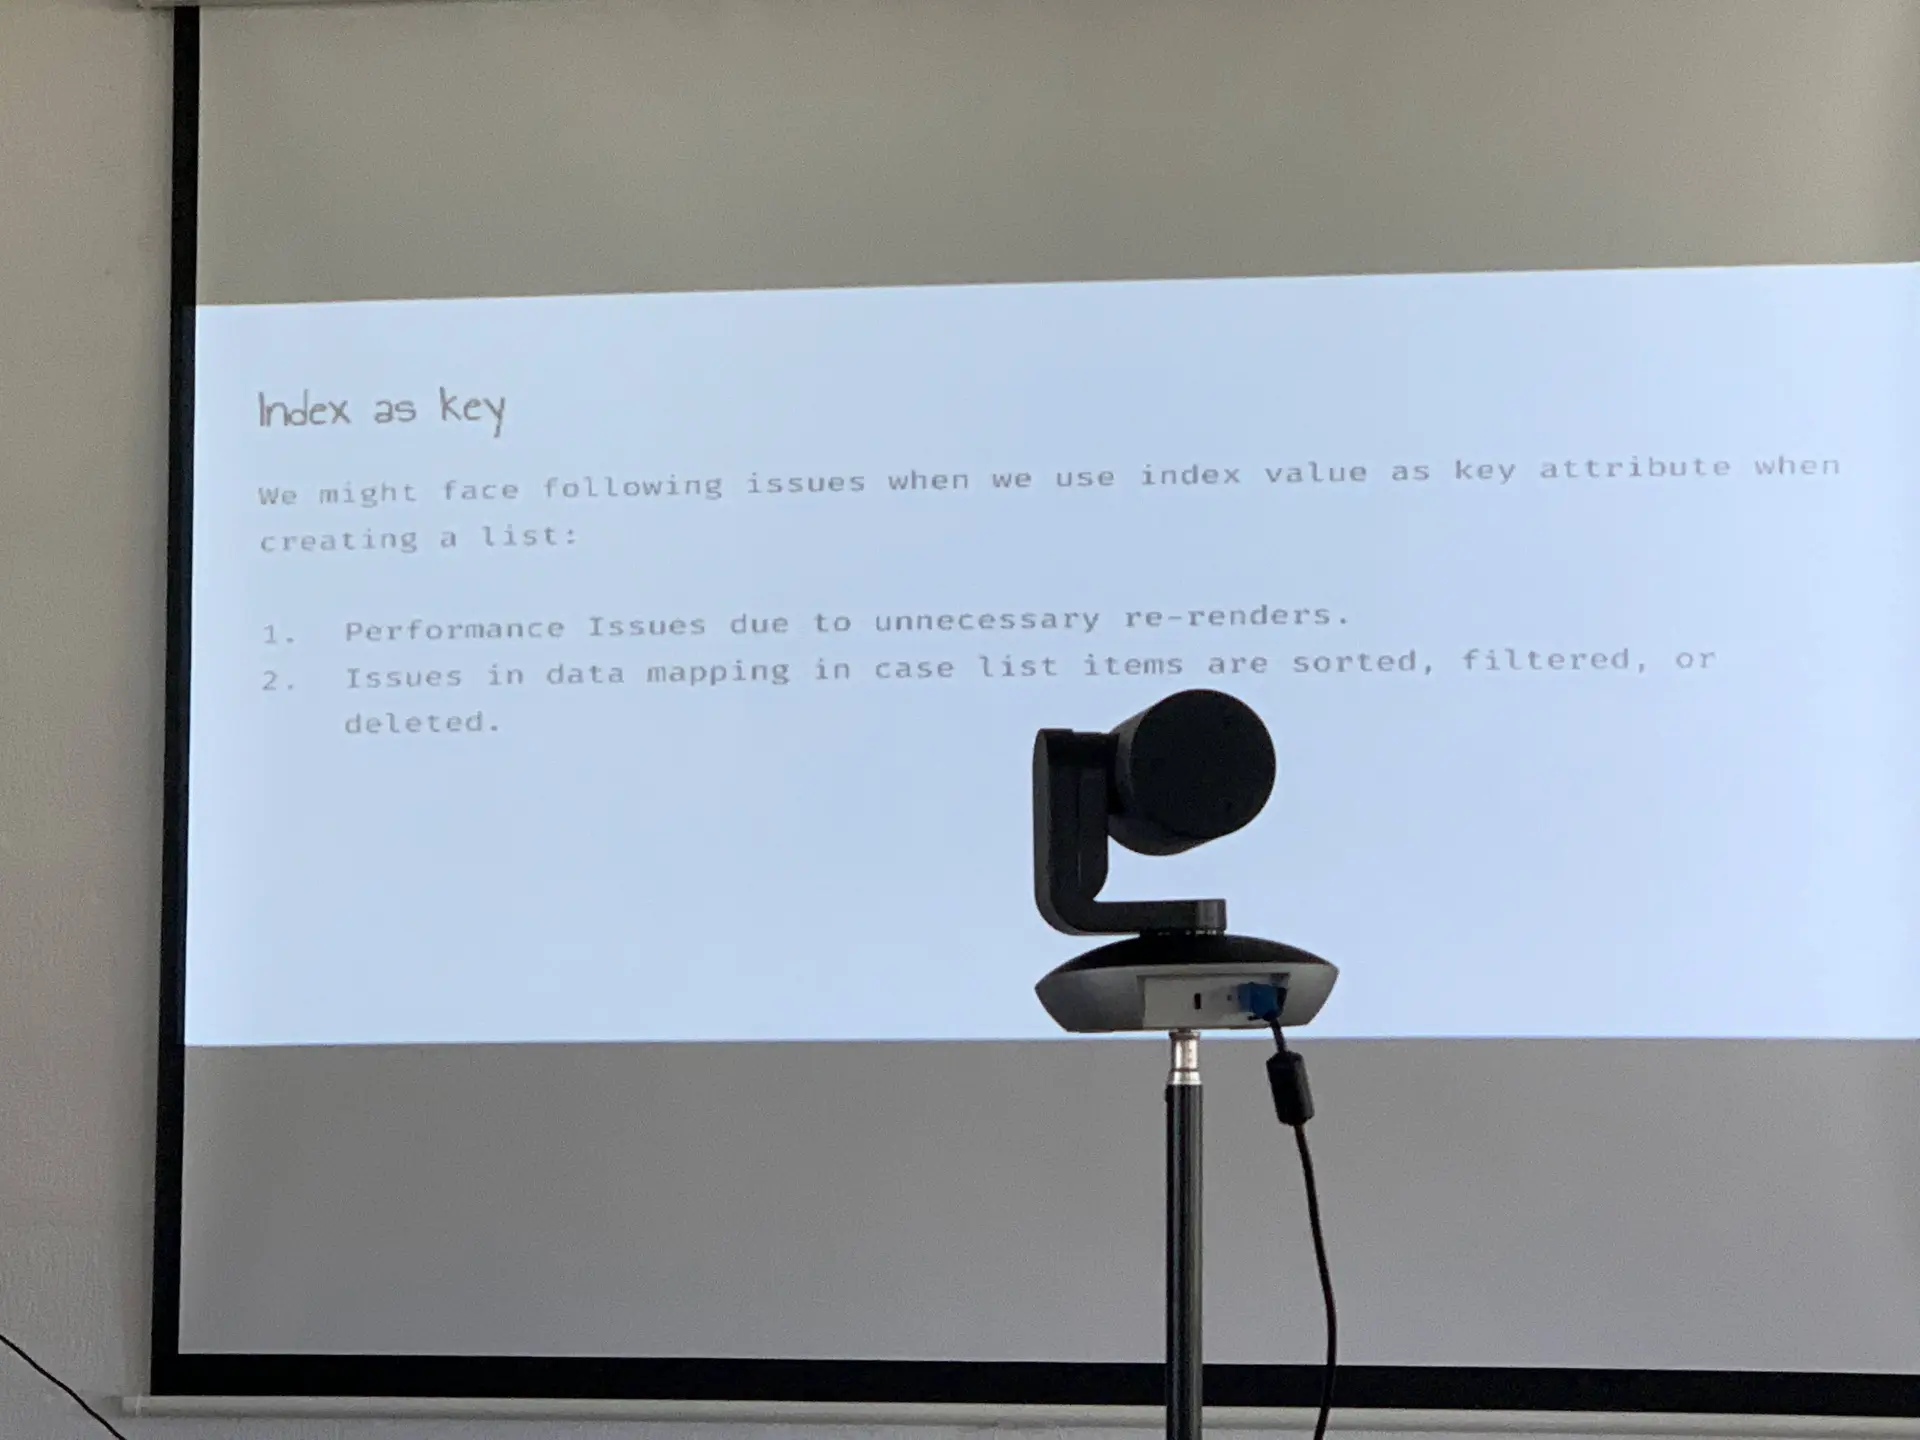 Index as key
We might face following issues when we use index value as key attribute when
creating a list:
1. Performance Issues due to unnecessary re-renders.
2. Issues in data mapping in case list items are sorted, filtered, or
deleted.